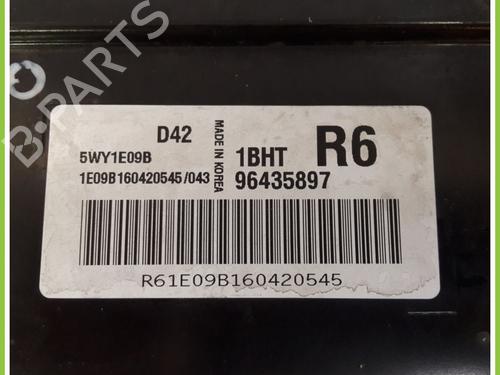 B-PARTS
D42
5WY1E09B
1E09B160420545/043
MADE IN KOREA
1BHT R6
96435897
R61E09B160420545